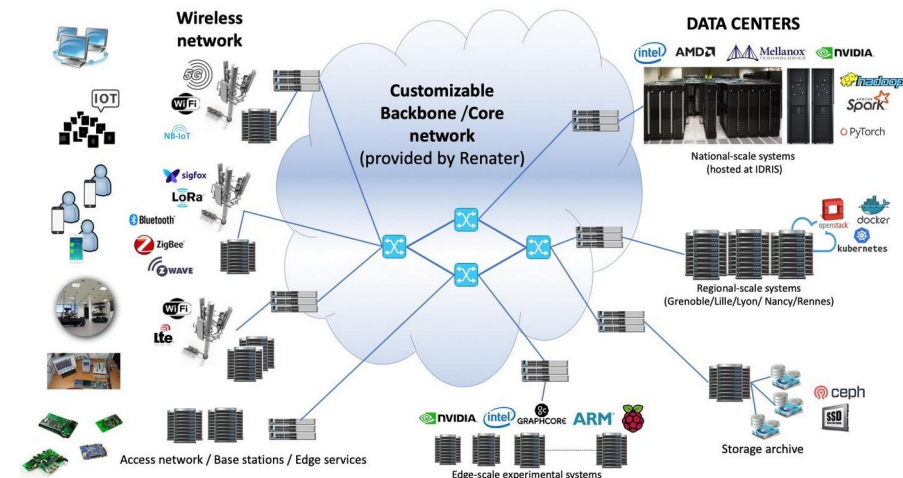 Wireless
network
5G
WiFi
NB-IoT
IOT
sigfox
LoRa
Bluetooth
ZigBee
Z WAVE
WiFi
Lte
Access network / Base stations / Edge services
Customizable
Backbone /Core
network
(provided by Renater)
DATA CENTERS
intel AMD Mellanox TECHNOLOGIES NVIDIA
hadoop
APACHE Spark
PyTorch
National-scale systems
(hosted at IDRIS)
openstack docker
kubernetes
Regional-scale systems
(Grenoble/Lille/Lyon/ Nancy/Rennes)
ceph
SSD
Storage archive
NVIDIA intel GRAPHCORE ARM
Edge-scale experimental systems